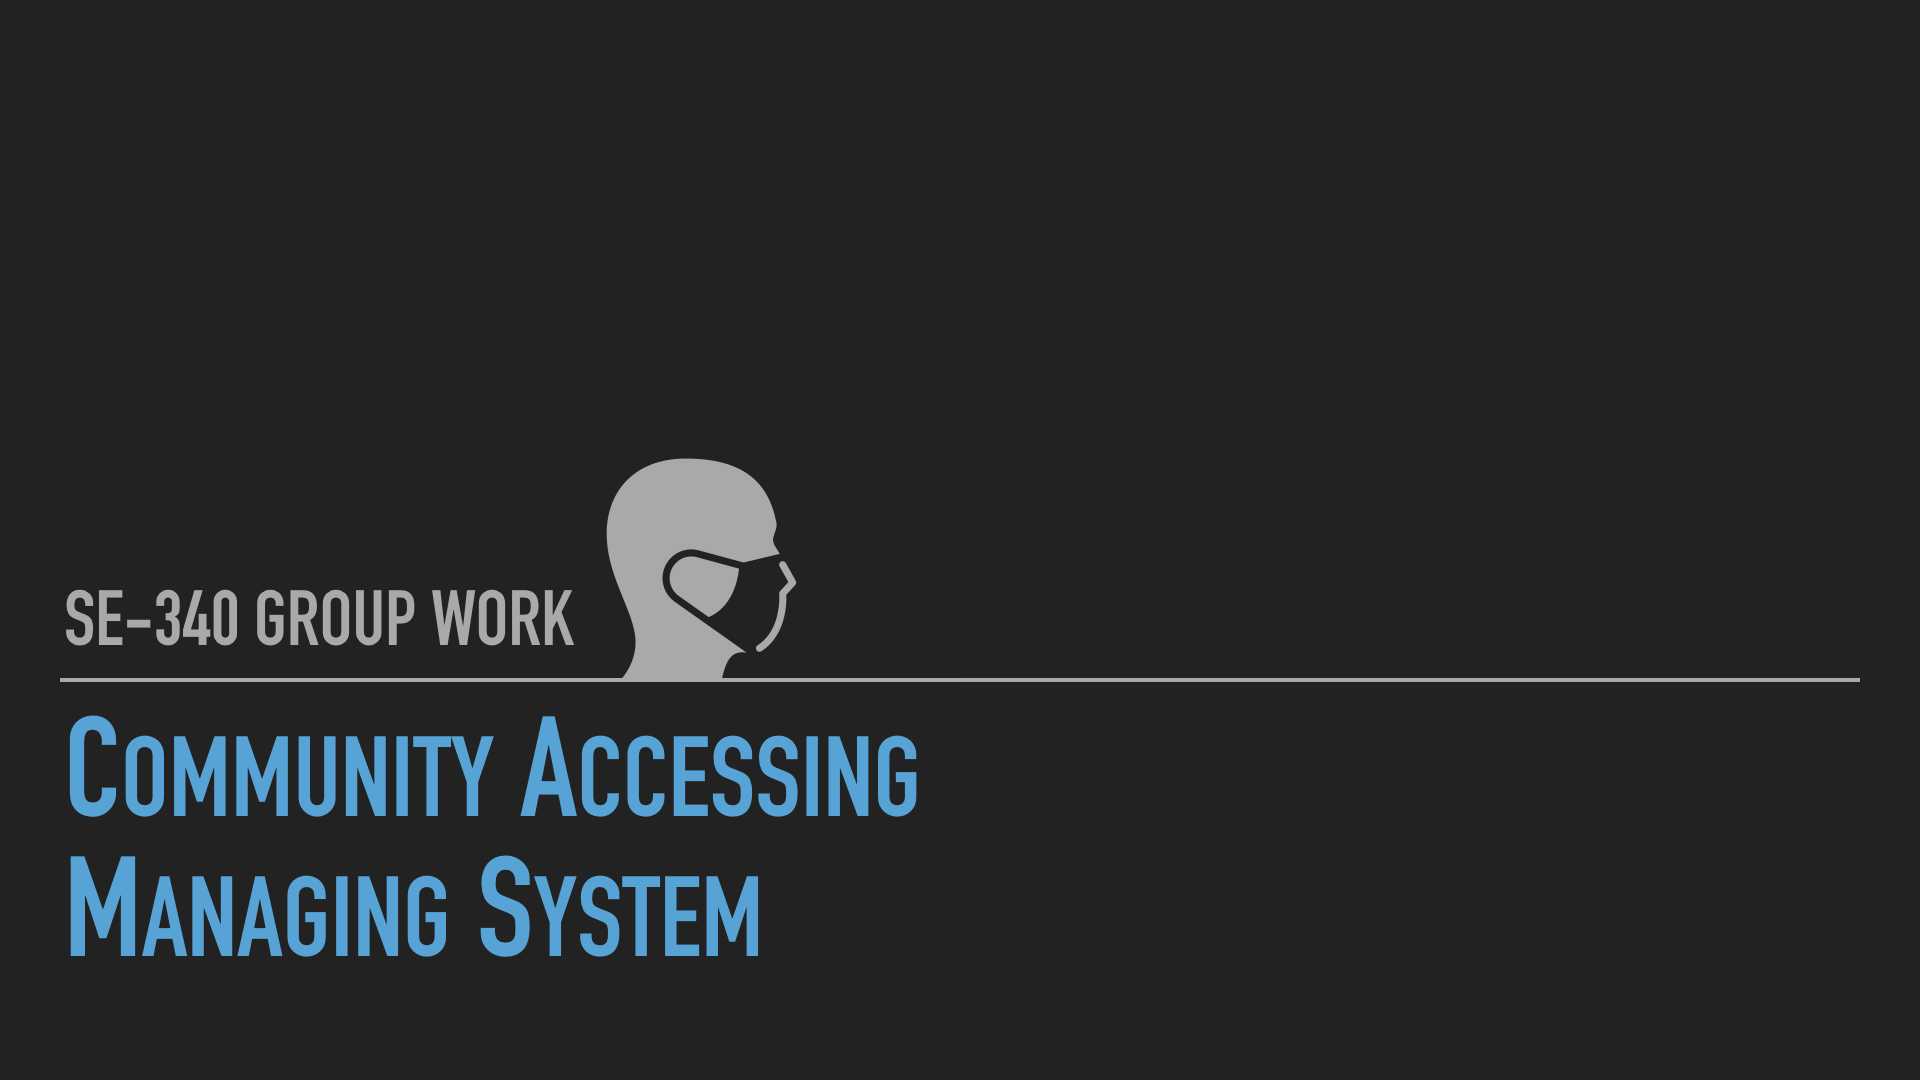 SE-340 GROUP WORK
COMMUNITY ACCESSING
MANAGING SYSTEM